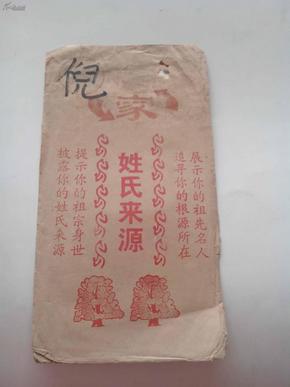 倪
家
姓氏来源
展示你的祖先名人
追寻你的根源所在
提示你的祖宗身世
披露你的姓氏来源